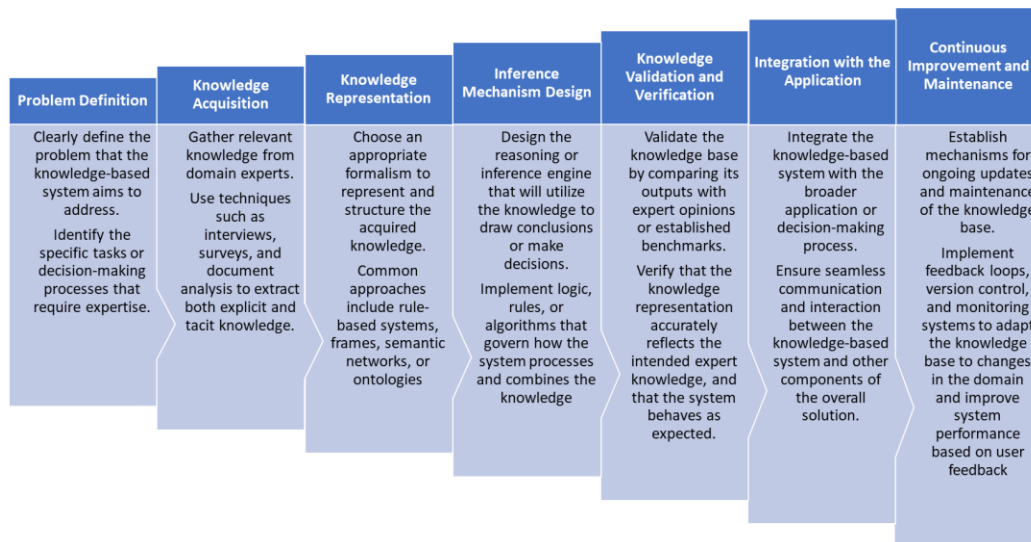 Problem Definition
Clearly define the
problem that the
knowledge-based
system aims to
address.
Identify the
specific tasks or
decision-making
processes that
require expertise.
Knowledge
Acquisition
Gather relevant
knowledge from
domain experts.
Use techniques
such as
interviews,
surveys, and
document
analysis to extract
both explicit and
tacit knowledge.
Knowledge
Representation
Choose an
appropriate
formalism to
represent and
structure the
acquired
knowledge.
Common
approaches
include rule-
based systems,
frames, semantic
networks, or
ontologies
Inference
Mechanism Design
Design the
reasoning or
inference engine
that will utilize
the knowledge to
draw conclusions
or make
decisions.
Implement logic,
rules, or
algorithms that
govern how the
system processes
and combines the
knowledge
Knowledge
Validation and
Verification
Validate the
knowledge base
by comparing its
outputs with
expert opinions
or established
benchmarks.
Verify that the
knowledge
representation
accurately
reflects the
intended expert
knowledge, and
that the system
behaves as
expected.
Integration with the
Application
Integrate the
knowledge-based
system with the
broader
application or
decision-making
process.
Ensure seamless
communication
and interaction
between the
knowledge-based
system and other
components of
the overall
solution.
Continuous
Improvement and
Maintenance
Establish
mechanisms for
ongoing updates
and maintenance
of the knowledge
base.
Implement
feedback loops,
version control,
and monitoring
systems to adapt
the knowledge
base to changes
in the domain
and improve
system
performance
based on user
feedback